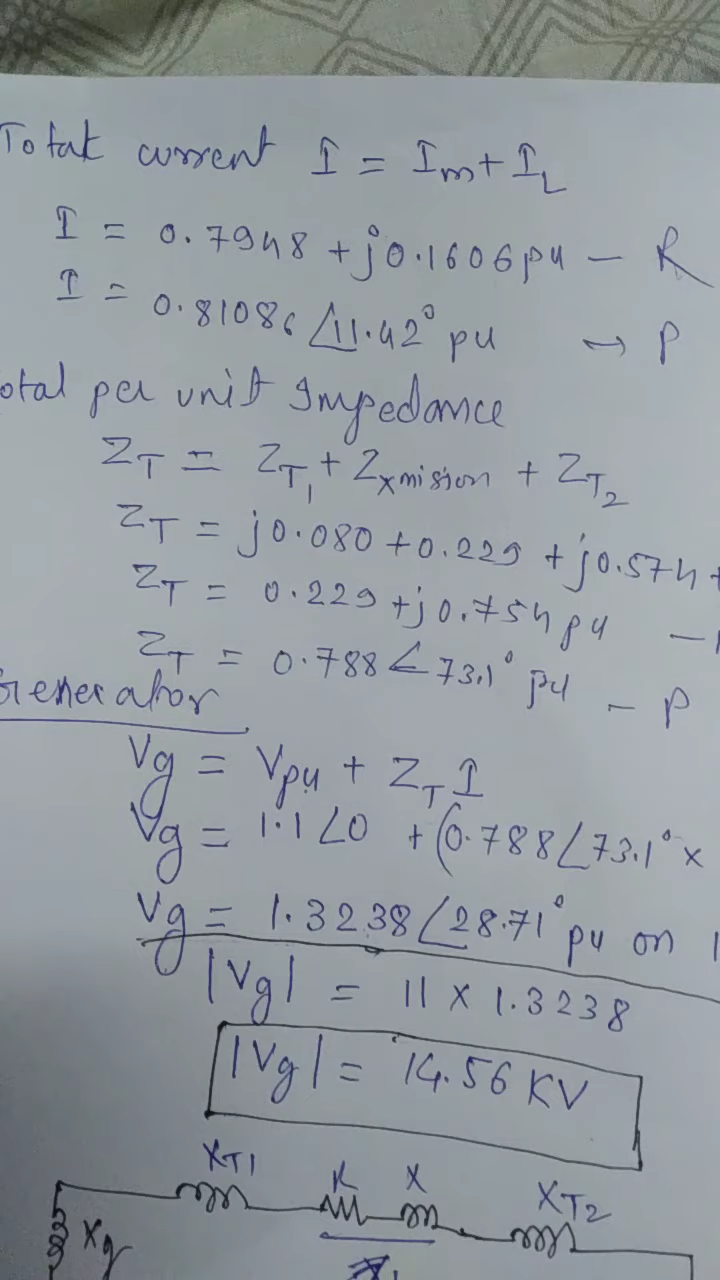 Total current I = Im + IL
I = 0.7948 + j0.1606 pu - R
I = 0.81086 ∠11.42° pu → P
otal per unit Impedance
ZT = ZT1 + Zxmission + ZT2
ZT = j0.080 + 0.229 + j0.574 +
ZT = 0.229 + j0.754 pu -
ZT = 0.788 ∠73.1° pu - P
Generator
Vg = Vpu + ZT I
Vg = 1.1 ∠0 + (0.788 ∠73.1° x
Vg = 1.3238 ∠28.71° pu on 1
|Vg| = 11 x 1.3238
|Vg| = 14.56 KV
XT1 R X XT2
Xg